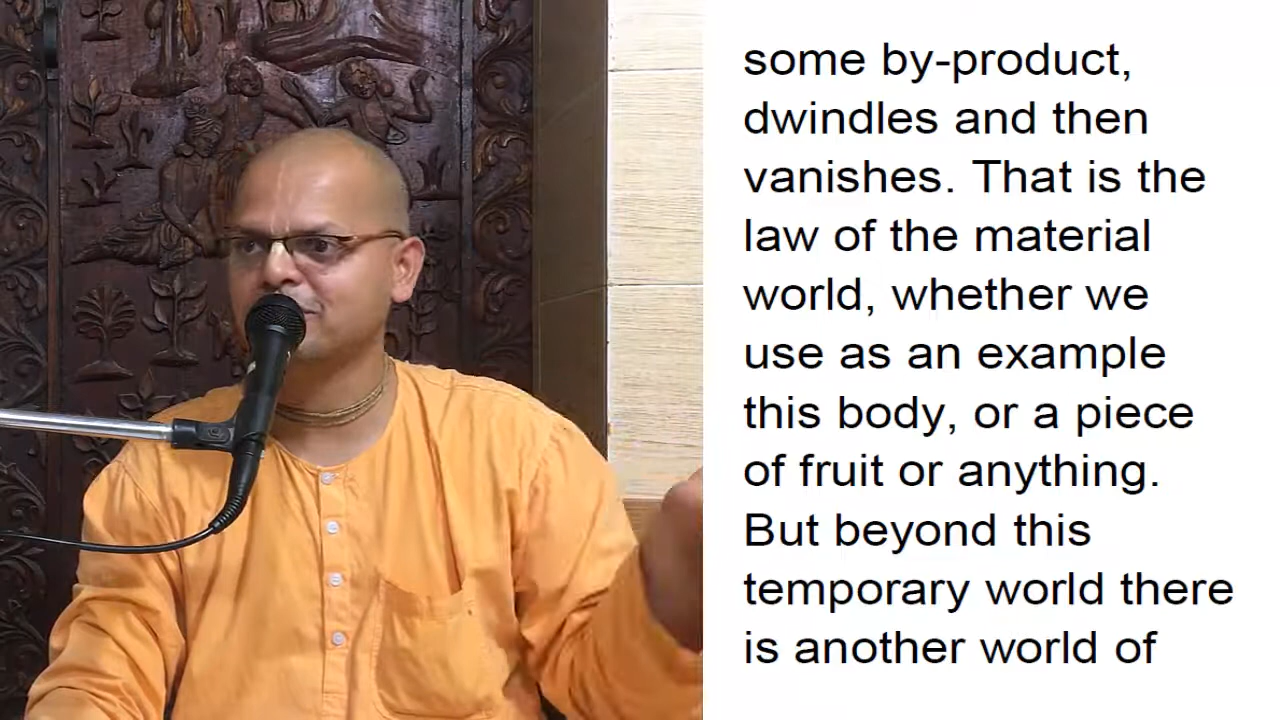 some by-product,
dwindles and then
vanishes. That is the
law of the material
world, whether we
use as an example
this body, or a piece
of fruit or anything.
But beyond this
temporary world there
is another world of